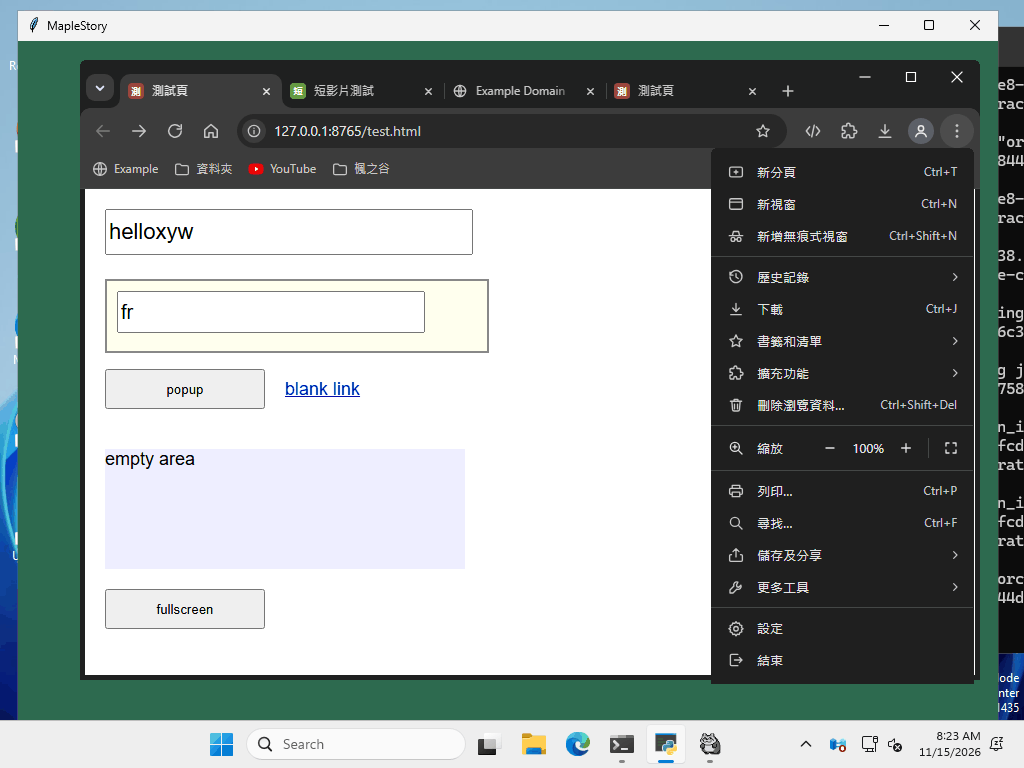 MapleStory
測試頁
短影片測試
Example Domain
測試頁
127.0.0.1:8765/test.html
Example
資料夾
YouTube
楓之谷
helloxyw
fr
popup
blank link
empty area
fullscreen
新分頁 Ctrl+T
新視窗 Ctrl+N
新增無痕式視窗 Ctrl+Shift+N
歷史記錄
下載 Ctrl+J
書籤和清單
擴充功能
刪除瀏覽資料... Ctrl+Shift+Del
縮放 − 100% +
列印... Ctrl+P
尋找... Ctrl+F
儲存及分享
更多工具
設定
結束
Search
8:23 AM
11/15/2026